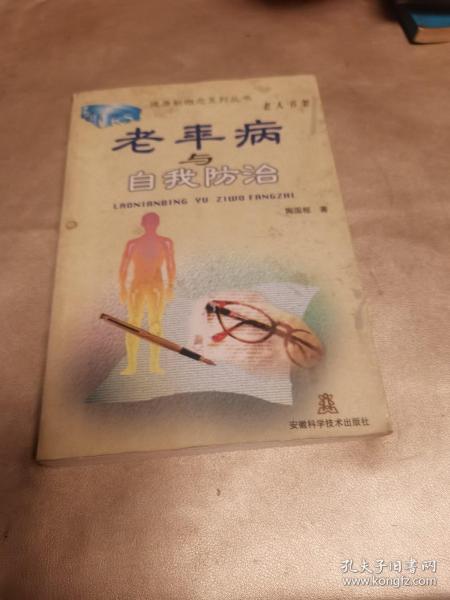 健康新概念系列丛书
老人书架
老年病
与
自我防治
LAONIANBING YU ZIWO FANGZHI
陶国枢 著
安徽科学技术出版社
孔夫子旧书网
www.kongfz.com